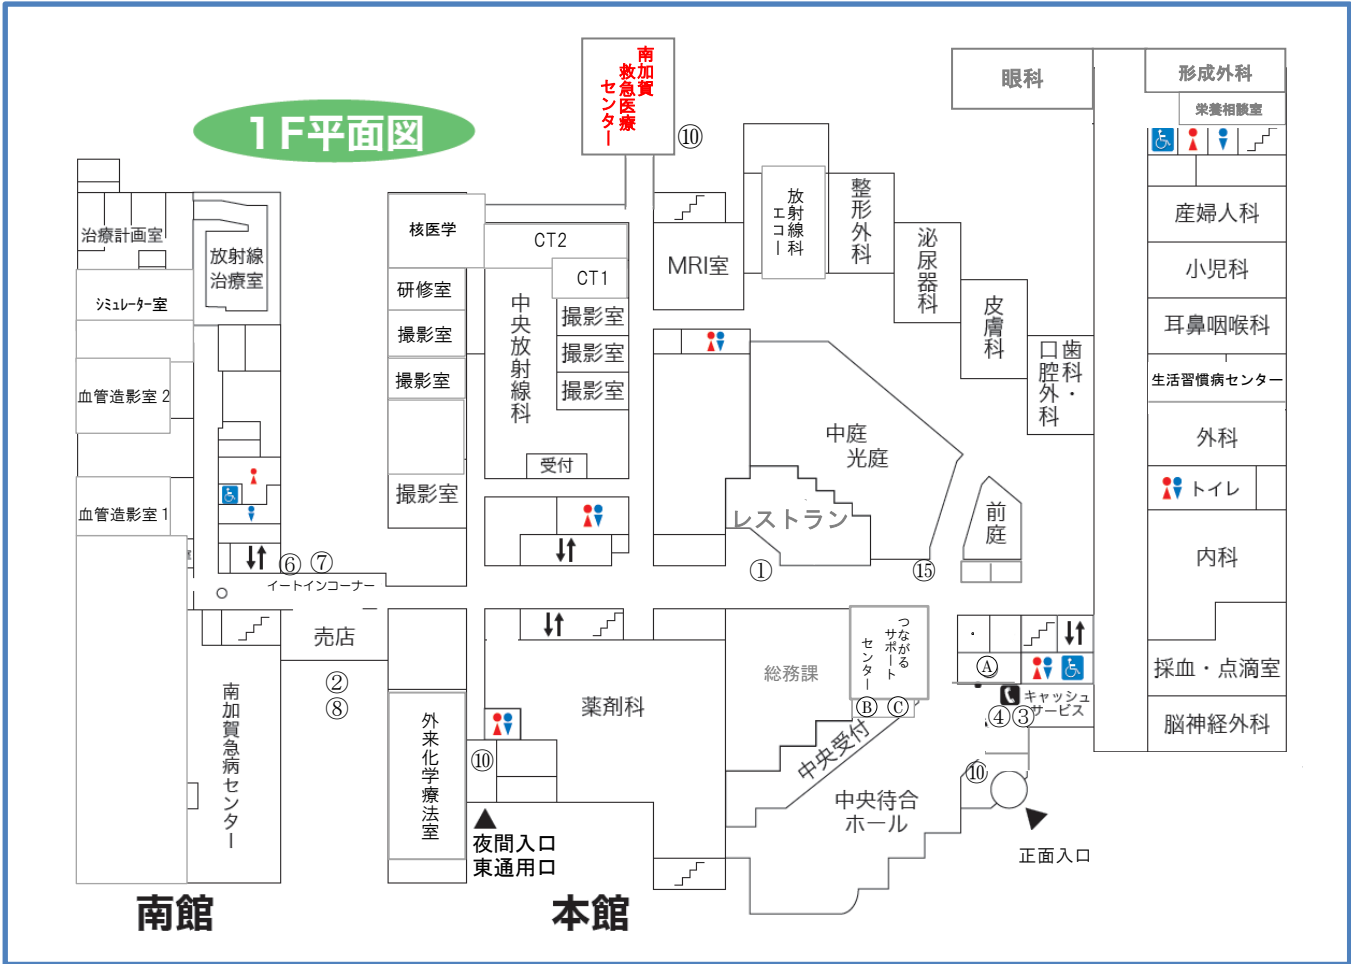 1F平面図
南加賀
救急医療
センター
⑩
眼科
形成外科
栄養相談室
治療計画室
放射線
治療室
シミュレーター室
血管造影室 2
血管造影室 1
核医学
研修室
撮影室
撮影室
撮影室
CT2
CT1
撮影室
撮影室
撮影室
中央放射線科
受付
MRI室
放射線科
エコー
整形外科
泌尿器科
皮膚科
歯科・
口腔外科
産婦人科
小児科
耳鼻咽喉科
生活習慣病センター
外科
トイレ
内科
採血・点滴室
脳神経外科
中庭
光庭
レストラン
前庭
①
⑮
⑥
⑦
イートインコーナー
売店
②
⑧
南加賀急病センター
外来化学療法室
薬剤科
⑩
夜間入口
東通用口
総務課
つながる
サポート
センター
Ⓑ
Ⓒ
Ⓐ
中央受付
中央待合
ホール
キャッシュ
サービス
④
③
⑩
正面入口
南館
本館